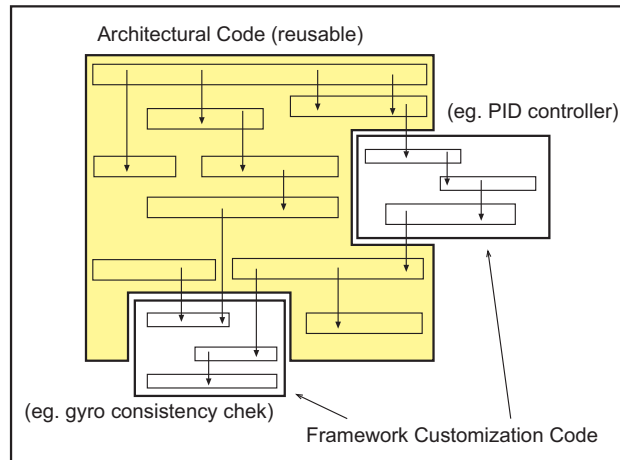 Architectural Code (reusable)
(eg. PID controller)
(eg. gyro consistency chek)
Framework Customization Code